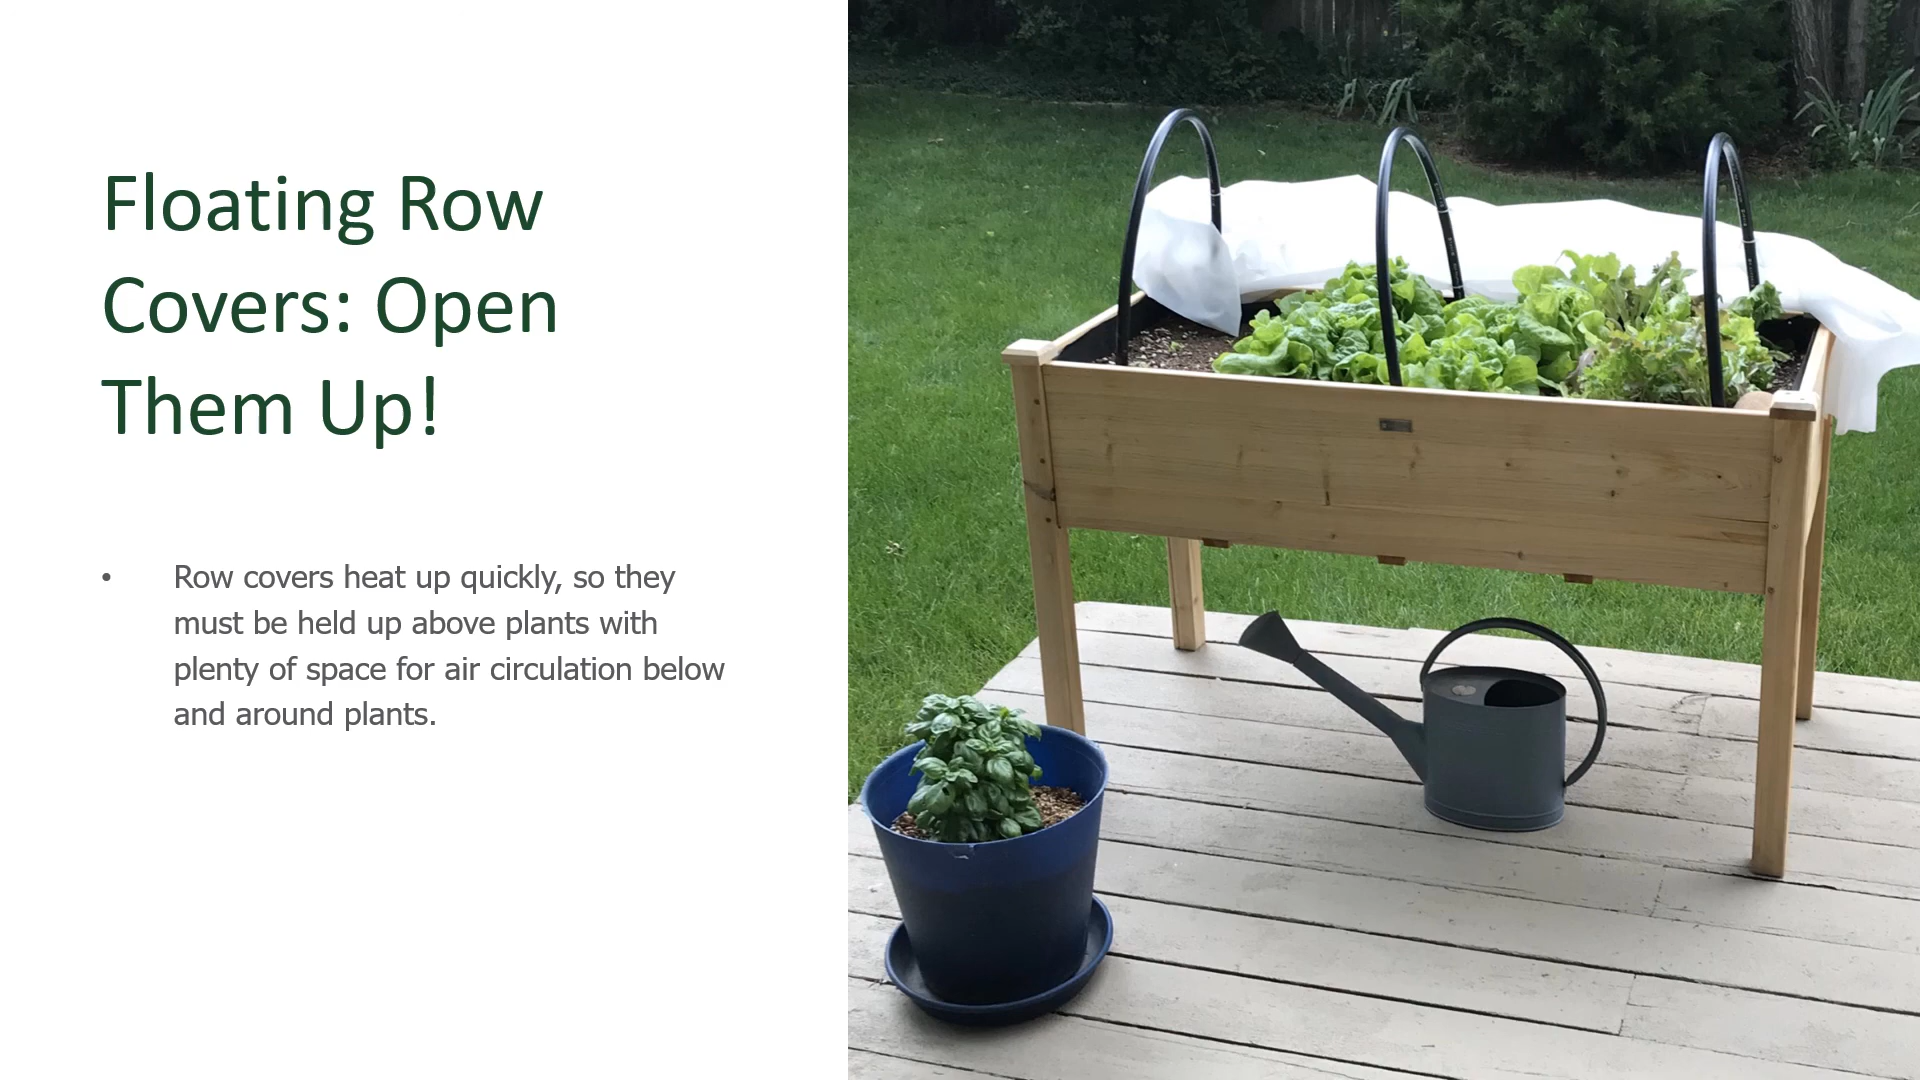 Floating Row
Covers: Open
Them Up!
• Row covers heat up quickly, so they
must be held up above plants with
plenty of space for air circulation below
and around plants.